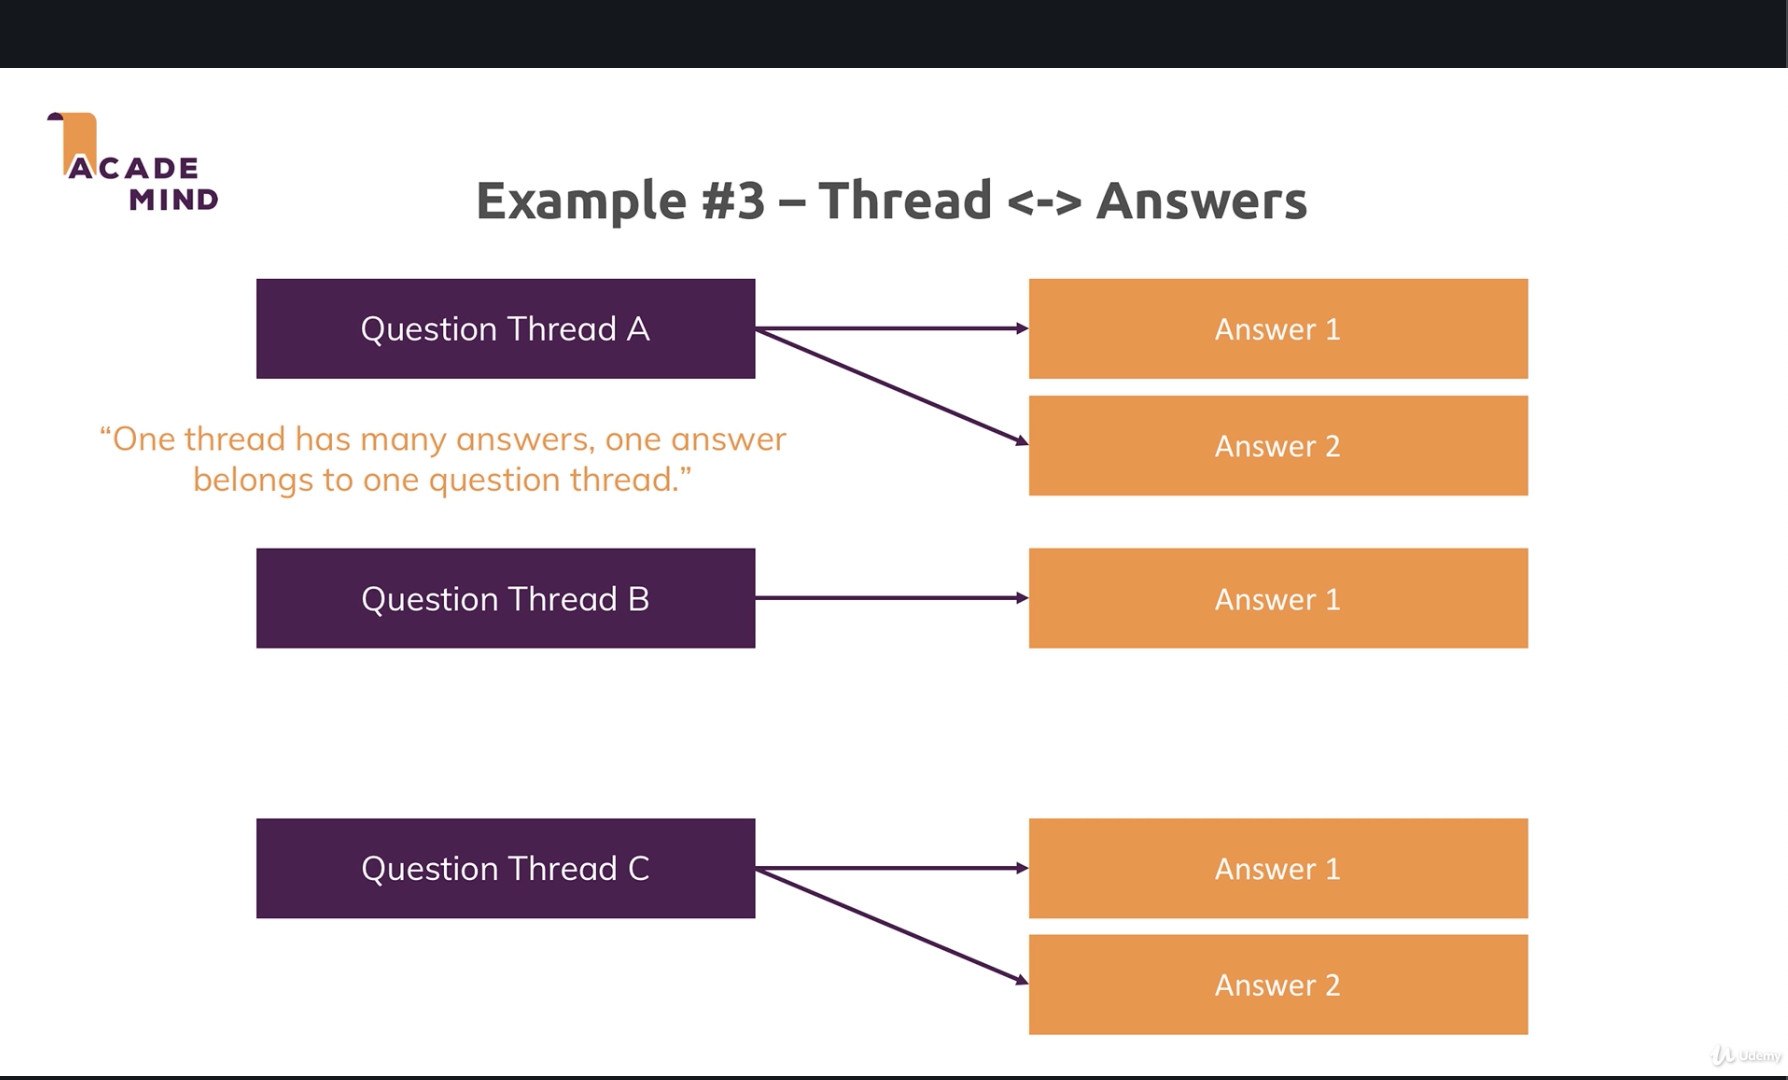 ACADE
MIND
Example #3 – Thread <-> Answers
Question Thread A
Answer 1
Answer 2
“One thread has many answers, one answer
belongs to one question thread.”
Question Thread B
Answer 1
Question Thread C
Answer 1
Answer 2
Udemy